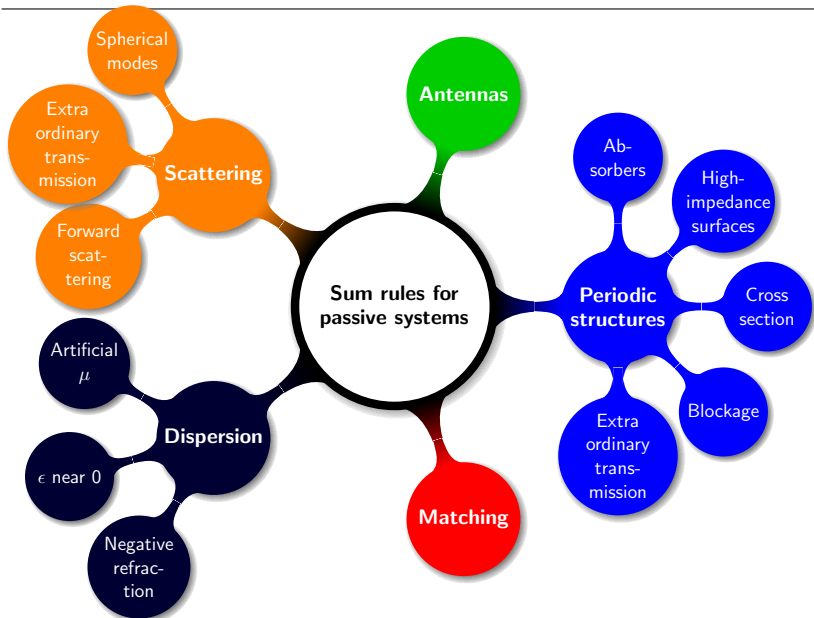 Spherical
modes
Extra
ordinary
trans-
mission
Scattering
Forward
scat-
tering
Antennas
Ab-
sorbers
High-
impedance
surfaces
Sum rules for
passive systems
Periodic
structures
Cross
section
Blockage
Extra
ordinary
trans-
mission
Artificial
μ
Dispersion
ϵ near 0
Negative
refrac-
tion
Matching